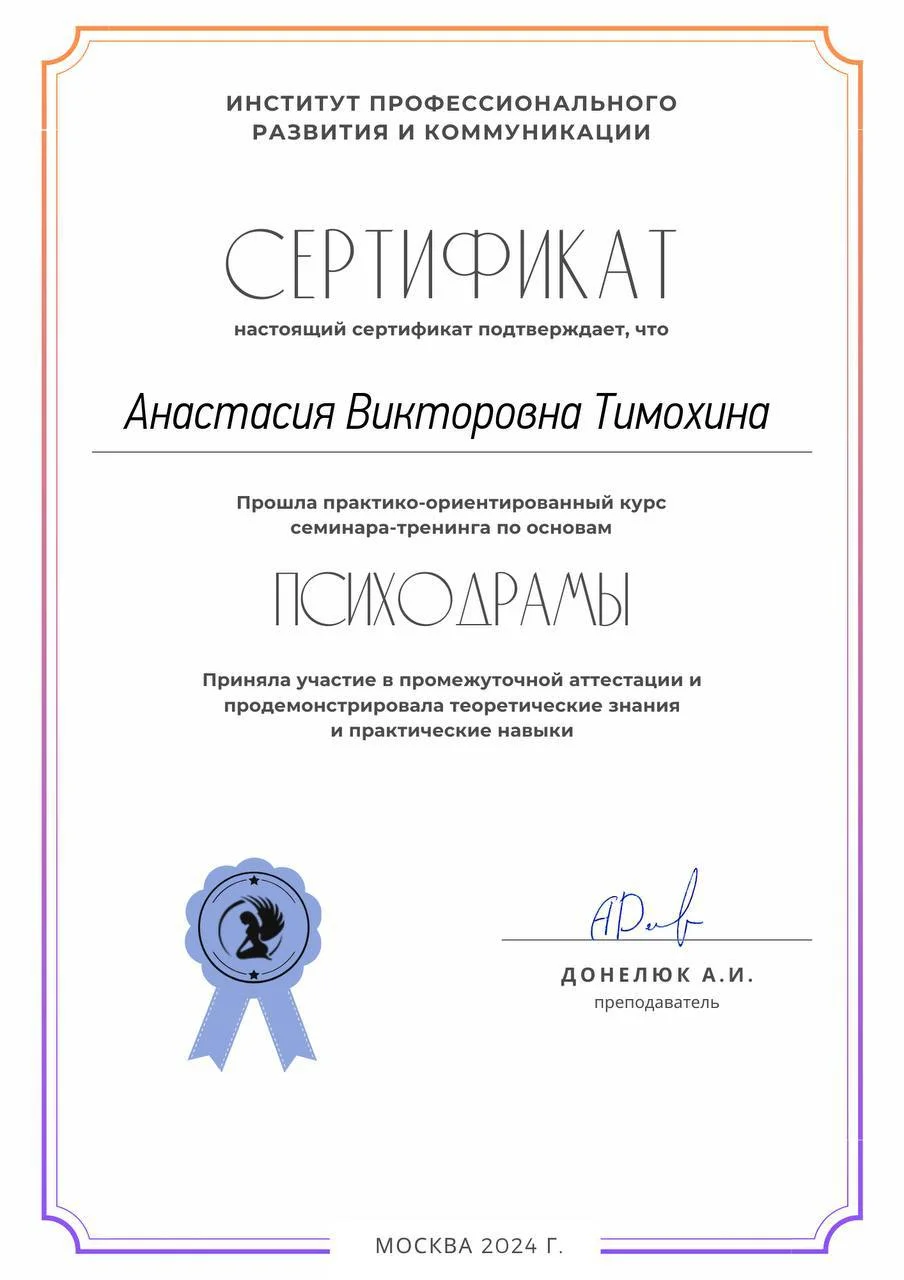 ИНСТИТУТ ПРОФЕССИОНАЛЬНОГО
РАЗВИТИЯ И КОММУНИКАЦИИ
СЕРТИФИКАТ
настоящий сертификат подтверждает, что
Анастасия Викторовна Тимохина
Прошла практико-ориентированный курс
семинара-тренинга по основам
ПСИХОДРАМЫ
Приняла участие в промежуточной аттестации и
продемонстрировала теоретические знания
и практические навыки
ДОНЕЛЮК А.И.
преподаватель
МОСКВА 2024 Г.